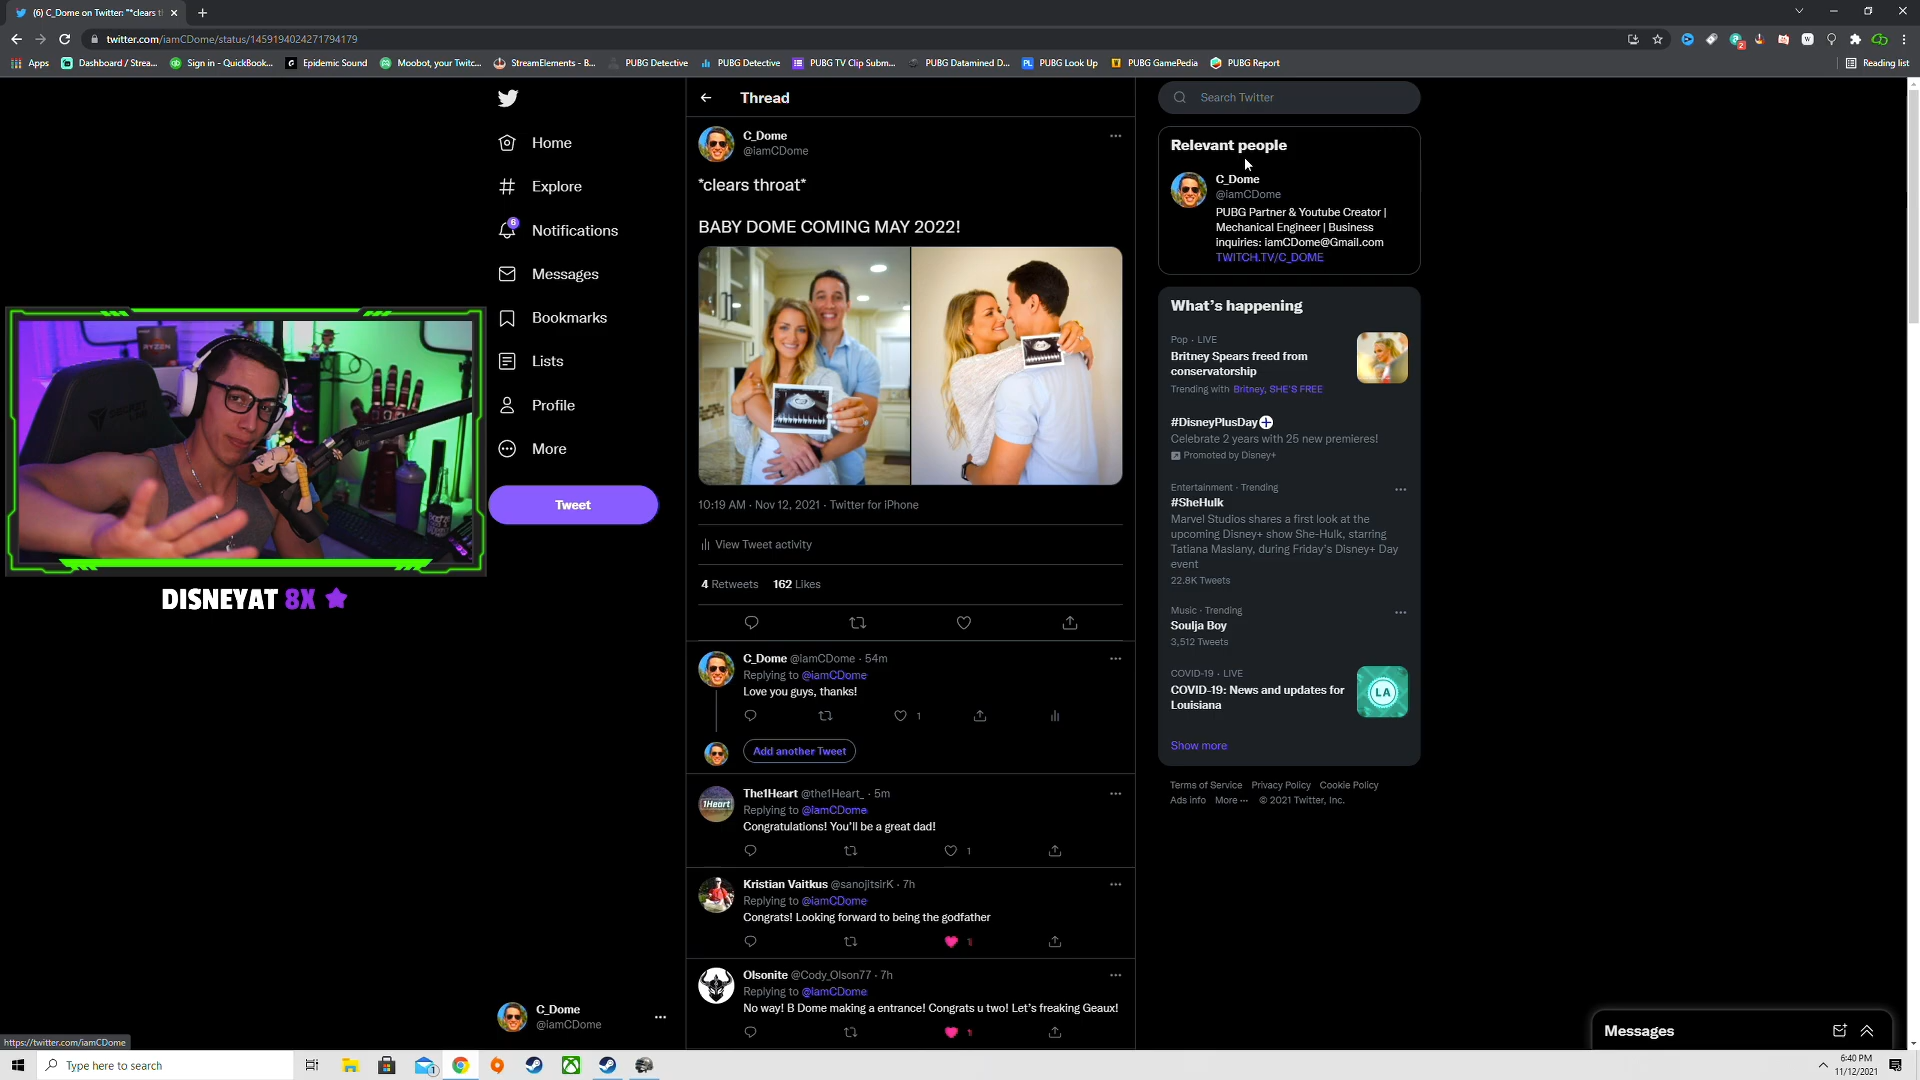 (6) C_Dome on Twitter: "*clears t
twitter.com/iamCDome/status/1459194024271794179
Apps
Dashboard / Strea...
Sign in - QuickBook...
Epidemic Sound
Moobot, your Twitc...
StreamElements - B...
PUBG Detective
PUBG Detective
PUBG TV Clip Subm...
PUBG Datamined D...
PUBG Look Up
PUBG GamePedia
PUBG Report
Reading list
Home
Explore
6
Notifications
Messages
Bookmarks
Lists
Profile
More
Tweet
C_Dome
@iamCDome
RYZEN
DISNEYAT 8X
Thread
C_Dome
@iamCDome
*clears throat*
BABY DOME COMING MAY 2022!
10:19 AM · Nov 12, 2021 · Twitter for iPhone
View Tweet activity
4 Retweets 162 Likes
C_Dome @iamCDome · 54m
Replying to @iamCDome
Love you guys, thanks!
1
Add another Tweet
1Heart
The1Heart @the1Heart_ · 5m
Replying to @iamCDome
Congratulations! You'll be a great dad!
1
Kristian Vaitkus @sanojitsirK · 7h
Replying to @iamCDome
Congrats! Looking forward to being the godfather
1
Olsonite @Cody_Olson77 · 7h
Replying to @iamCDome
No way! B Dome making a entrance! Congrats u two! Let's freaking Geaux!
1
Search Twitter
Relevant people
C_Dome
@iamCDome
PUBG Partner & Youtube Creator |
Mechanical Engineer | Business
inquiries: iamCDome@Gmail.com
TWITCH.TV/C_DOME
What's happening
Pop · LIVE
Britney Spears freed from
conservatorship
Trending with Britney, SHE'S FREE
#DisneyPlusDay
Celebrate 2 years with 25 new premieres!
Promoted by Disney+
Entertainment · Trending
#SheHulk
Marvel Studios shares a first look at the
upcoming Disney+ show She-Hulk, starring
Tatiana Maslany, during Friday's Disney+ Day
event
22.8K Tweets
Music · Trending
Soulja Boy
3,512 Tweets
COVID-19 · LIVE
COVID-19: News and updates for
Louisiana
LA
Show more
Terms of Service Privacy Policy Cookie Policy
Ads info More ··· © 2021 Twitter, Inc.
Messages
https://twitter.com/iamCDome
Type here to search
1
6:40 PM
11/12/2021